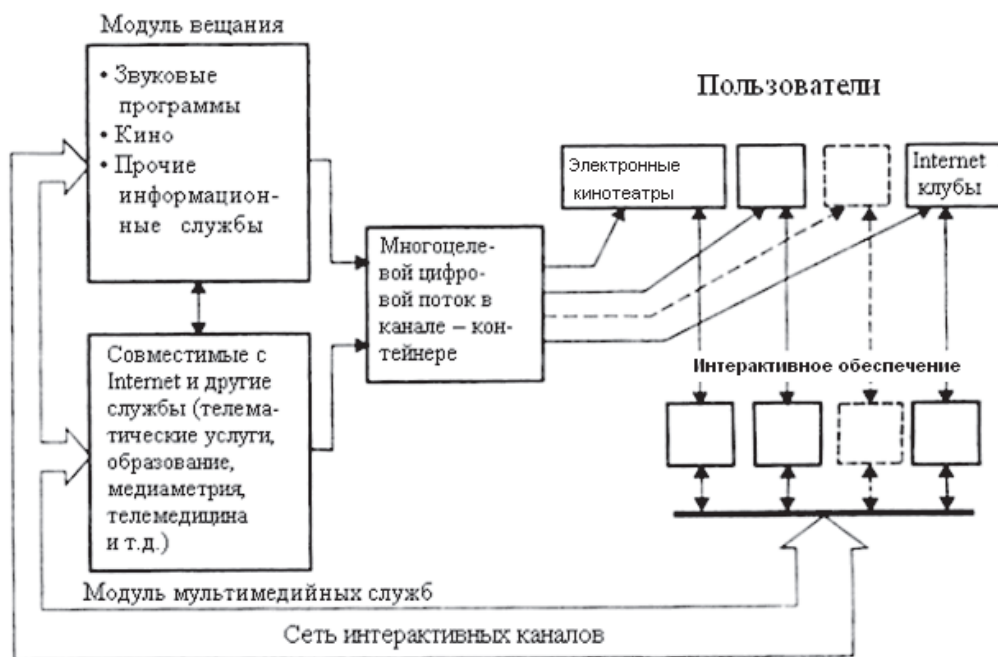 Модуль вещания
• Звуковые
программы
• Кино
• Прочие
информацион-
ные службы
Пользователи
Электронные
кинотеатры
Internet
клубы
Многоцеле-
вой цифро-
вой поток в
канале – кон-
тейнере
Совместимые с
Internet и другие
службы (телема-
тические услуги,
образование,
медиаметрия,
телемедицина
и т.д.)
Интерактивное обеспечение
Модуль мультимедийных служб
Сеть интерактивных каналов